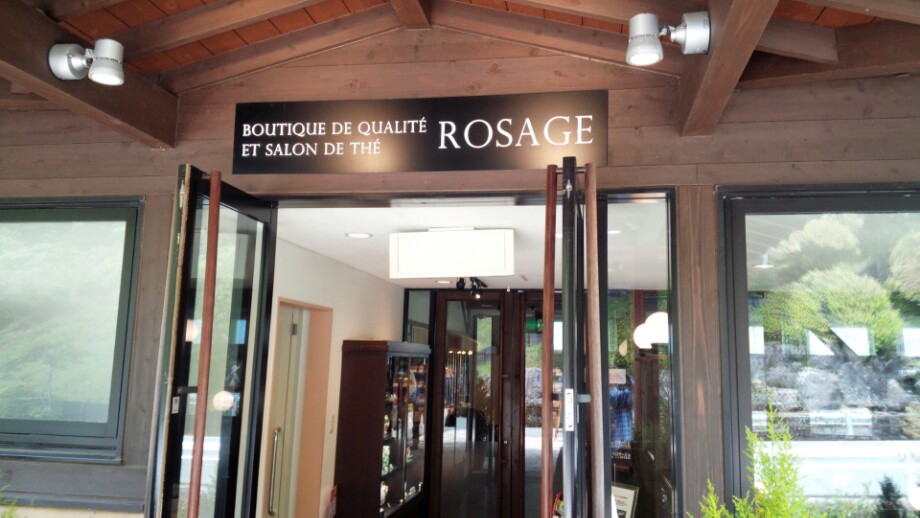 BOUTIQUE DE QUALITÉ
ET SALON DE THÉ
ROSAGE